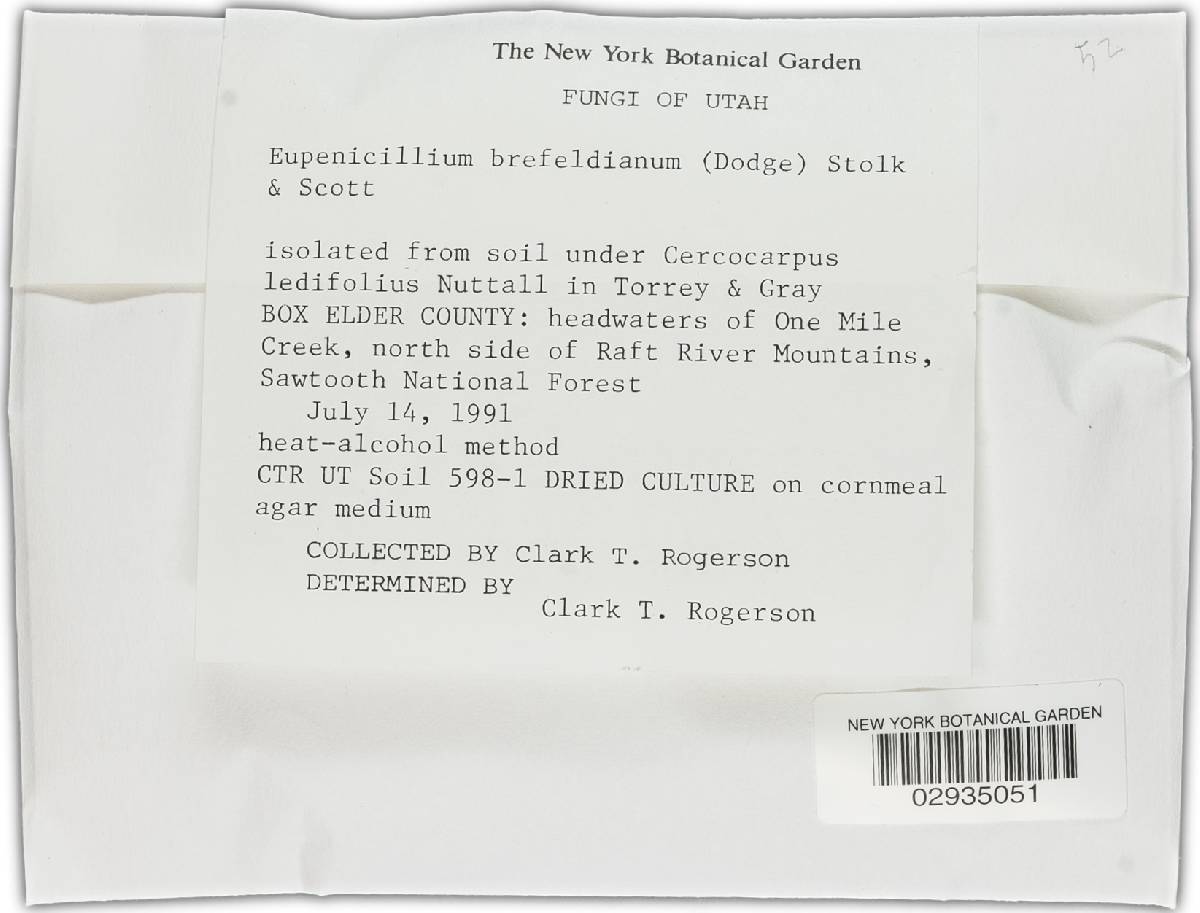 The New York Botanical Garden
52
FUNGI OF UTAH
Eupenicillium brefeldianum (Dodge) Stolk
& Scott
isolated from soil under Cercocarpus
ledifolius Nuttall in Torrey & Gray
BOX ELDER COUNTY: headwaters of One Mile
Creek, north side of Raft River Mountains,
Sawtooth National Forest
July 14, 1991
heat-alcohol method
CTR UT Soil 598-1 DRIED CULTURE on cornmeal
agar medium
COLLECTED BY Clark T. Rogerson
DETERMINED BY
Clark T. Rogerson
NEW YORK BOTANICAL GARDEN
02935051